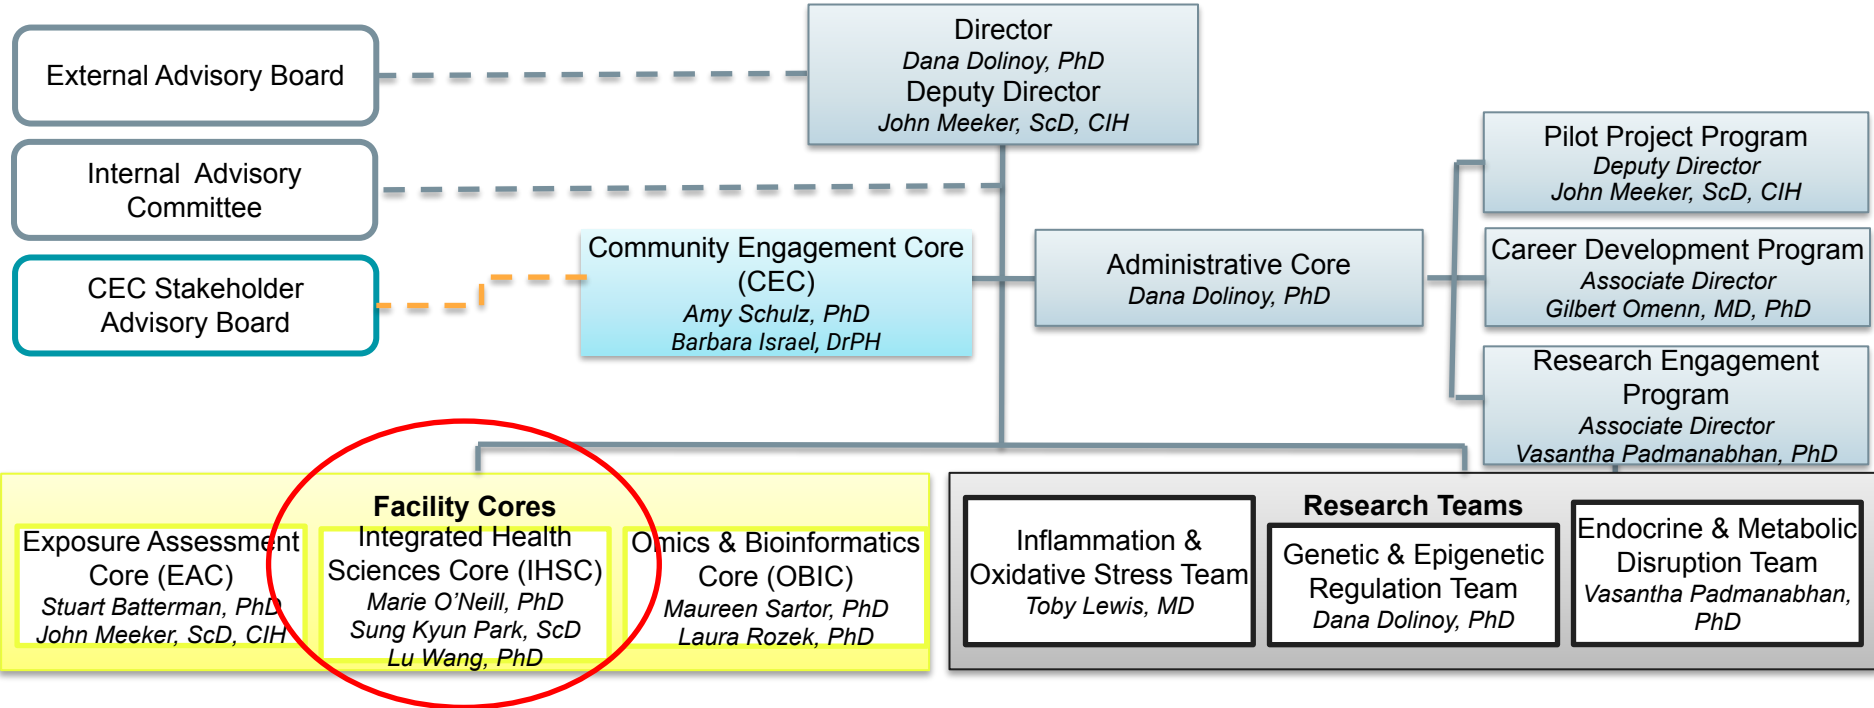 External Advisory Board
Director
Dana Dolinoy, PhD
Deputy Director
John Meeker, ScD, CIH
Internal Advisory
Committee
Pilot Project Program
Deputy Director
John Meeker, ScD, CIH
CEC Stakeholder
Advisory Board
Community Engagement Core
(CEC)
Amy Schulz, PhD
Barbara Israel, DrPH
Administrative Core
Dana Dolinoy, PhD
Career Development Program
Associate Director
Gilbert Omenn, MD, PhD
Research Engagement
Program
Associate Director
Vasantha Padmanabhan, PhD
Facility Cores
Exposure Assessment
Core (EAC)
Stuart Batterman, PhD
John Meeker, ScD, CIH
Integrated Health
Sciences Core (IHSC)
Marie O’Neill, PhD
Sung Kyun Park, ScD
Lu Wang, PhD
Omics & Bioinformatics
Core (OBIC)
Maureen Sartor, PhD
Laura Rozek, PhD
Research Teams
Inflammation &
Oxidative Stress Team
Toby Lewis, MD
Genetic & Epigenetic
Regulation Team
Dana Dolinoy, PhD
Endocrine & Metabolic
Disruption Team
Vasantha Padmanabhan,
PhD